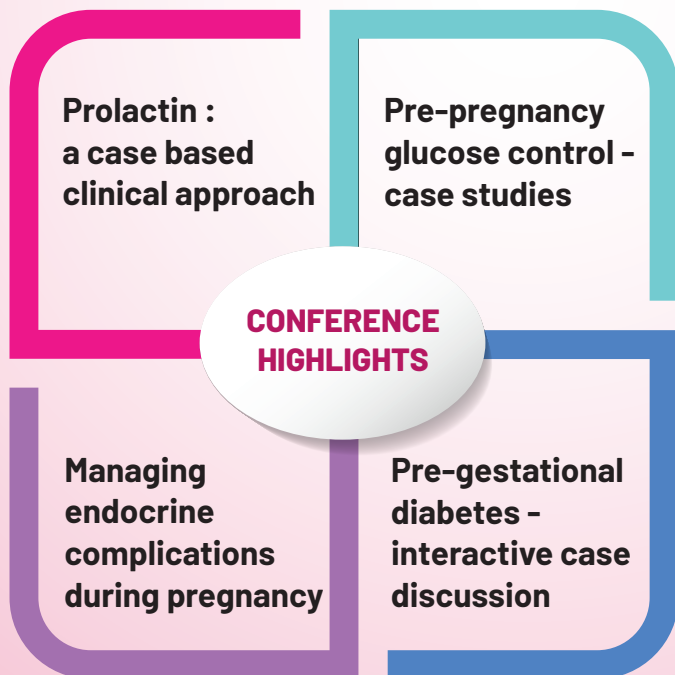 Prolactin :
a case based
clinical approach
Pre-pregnancy
glucose control -
case studies
CONFERENCE
HIGHLIGHTS
Managing
endocrine
complications
during pregnancy
Pre-gestational
diabetes -
interactive case
discussion